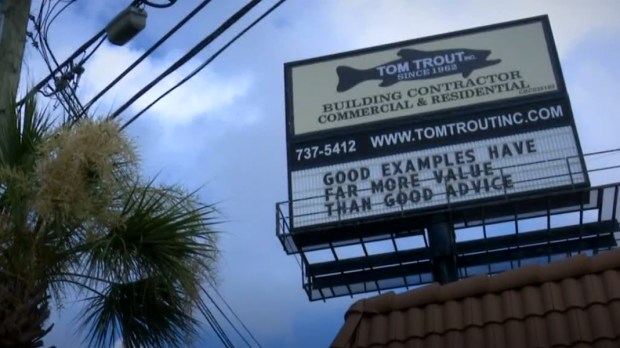 TOM TROUT INC.
SINCE 1962
BUILDING CONTRACTOR
COMMERCIAL & RESIDENTIAL
737-5412 WWW.TOMTROUTINC.COM
GOOD EXAMPLES HAVE
FAR MORE VALUE
THAN GOOD ADVICE